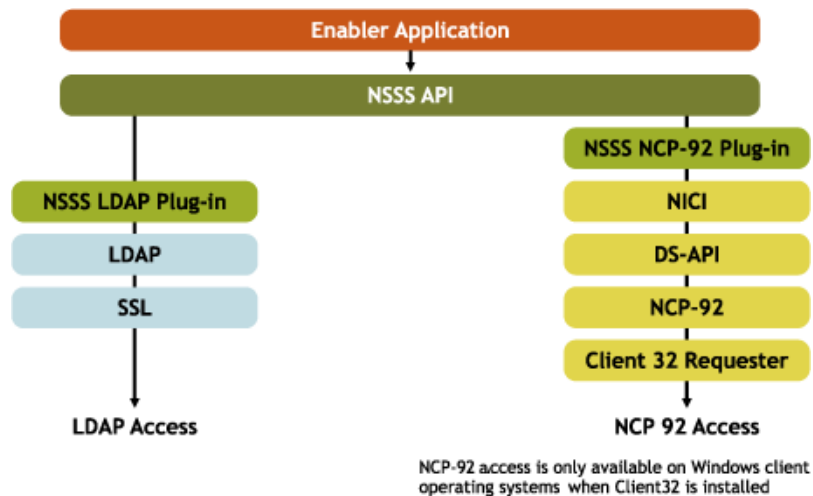 Enabler Application
NSSS API
NSSS LDAP Plug-in
LDAP
SSL
LDAP Access
NSSS NCP-92 Plug-in
NICI
DS-API
NCP-92
Client 32 Requester
NCP 92 Access
NCP-92 access is only available on Windows client
operating systems when Client32 is installed